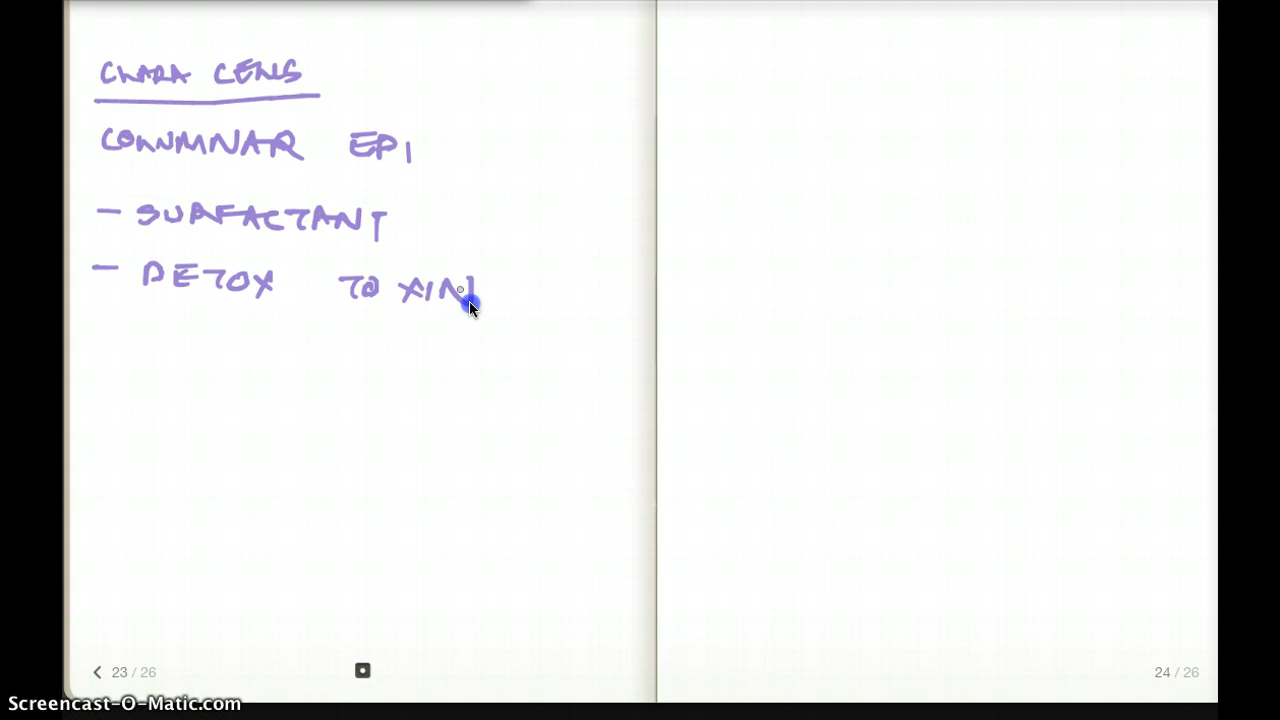 CLARA CELLS
COLUMNAR EPI
- SURFACTANT
- DETOX TOXIN
23 / 26
24 / 26
Screencast-O-Matic.com